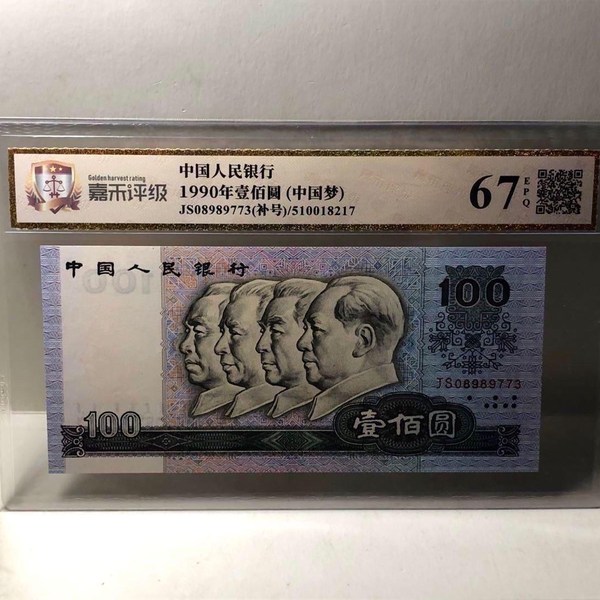 Golden harvest rating
嘉禾评级
中国人民银行
1990年壹佰圆 (中国梦)
JS08989773(补号)/510018217
67
EPQ
中国人民银行
100
JS08989773
100
壹佰圆